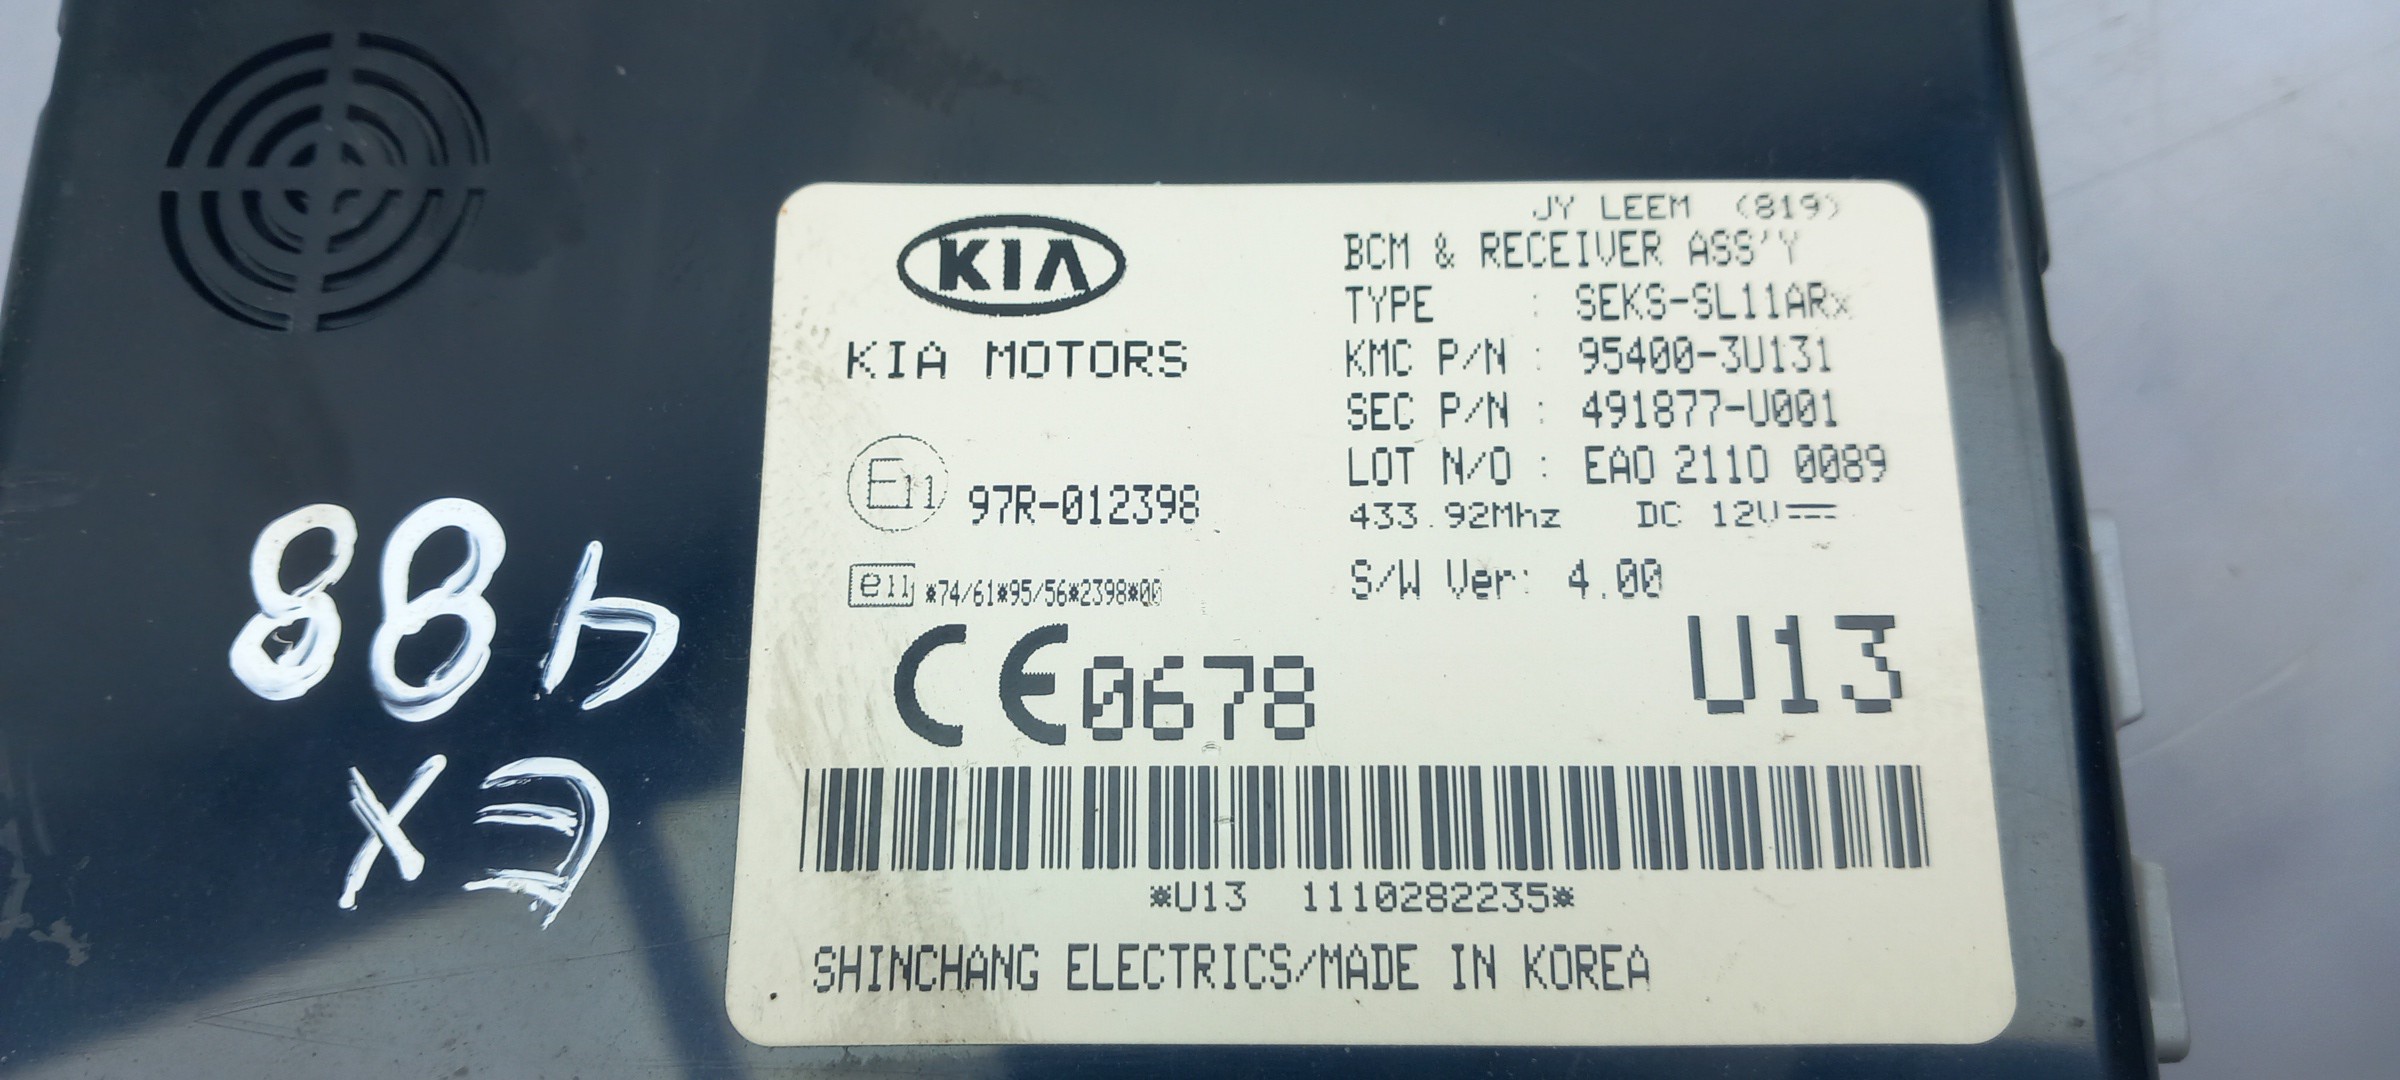 JY LEEM (819)
KIA
BCM & RECEIVER ASS'Y
TYPE : SEKS-SL11ARx
KIA MOTORS
KMC P/N : 95400-3U131
SEC P/N : 491877-U001
LOT N/O : EAO 2110 0089
E11 97R-012398
433.92Mhz DC 12V
e11 *74/61*95/56*2398*00
S/W Ver: 4.00
CE0678
U13
*U13 1110282235*
SHINCHANG ELECTRICS/MADE IN KOREA
EX
488